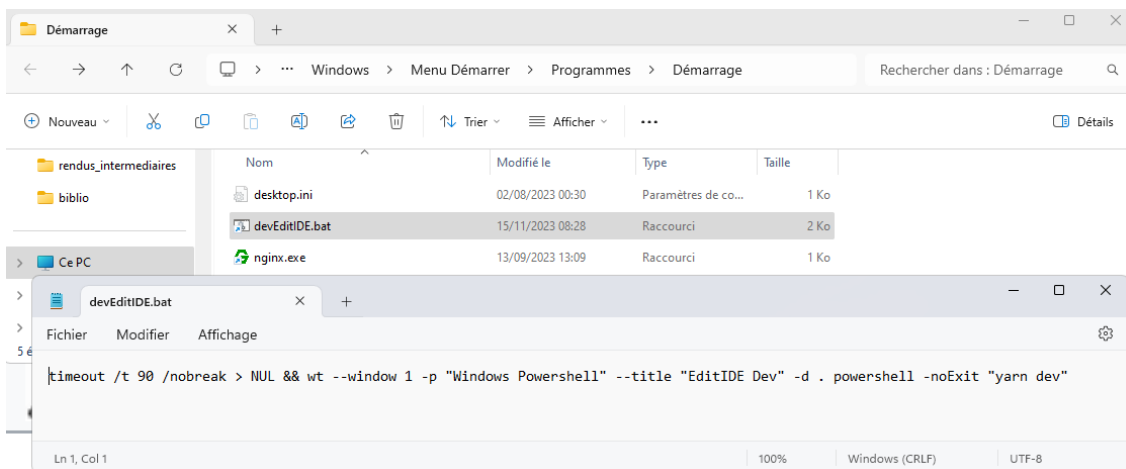 Démarrage
Windows > Menu Démarrer > Programmes > Démarrage
Rechercher dans : Démarrage
Nouveau
Trier
Afficher
Détails
rendus_intermediaires
biblio
Ce PC
Nom Modifié le Type Taille
desktop.ini 02/08/2023 00:30 Paramètres de co... 1 Ko
devEditIDE.bat 15/11/2023 08:28 Raccourci 2 Ko
nginx.exe 13/09/2023 13:09 Raccourci 1 Ko
5 é
devEditIDE.bat
Fichier Modifier Affichage
timeout /t 90 /nobreak > NUL && wt --window 1 -p "Windows Powershell" --title "EditIDE Dev" -d . powershell -noExit "yarn dev"
Ln 1, Col 1 100% Windows (CRLF) UTF-8